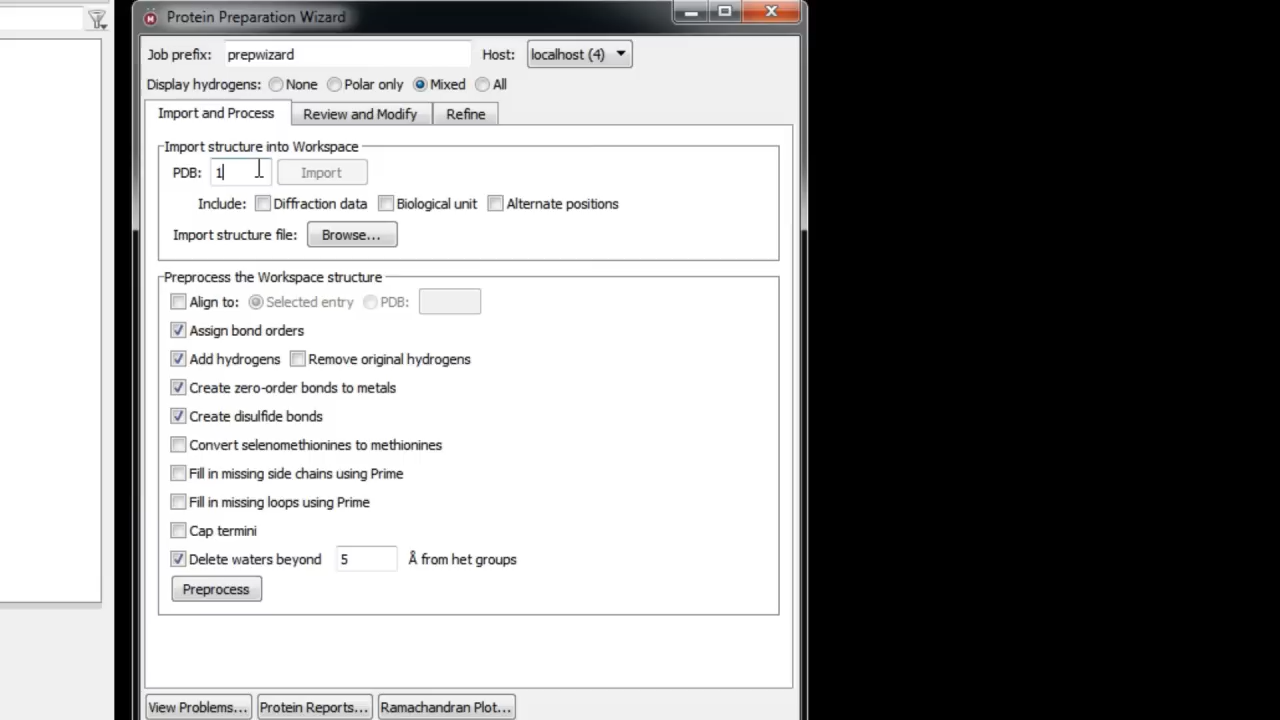 Protein Preparation Wizard
Job prefix: prepwizard Host: localhost (4)
Display hydrogens: None Polar only Mixed All
Import and Process Review and Modify Refine
Import structure into Workspace
PDB: 1 Import
Include: Diffraction data Biological unit Alternate positions
Import structure file: Browse...
Preprocess the Workspace structure
Align to: Selected entry PDB:
Assign bond orders
Add hydrogens Remove original hydrogens
Create zero-order bonds to metals
Create disulfide bonds
Convert selenomethionines to methionines
Fill in missing side chains using Prime
Fill in missing loops using Prime
Cap termini
Delete waters beyond 5 Å from het groups
Preprocess
View Problems... Protein Reports... Ramachandran Plot...